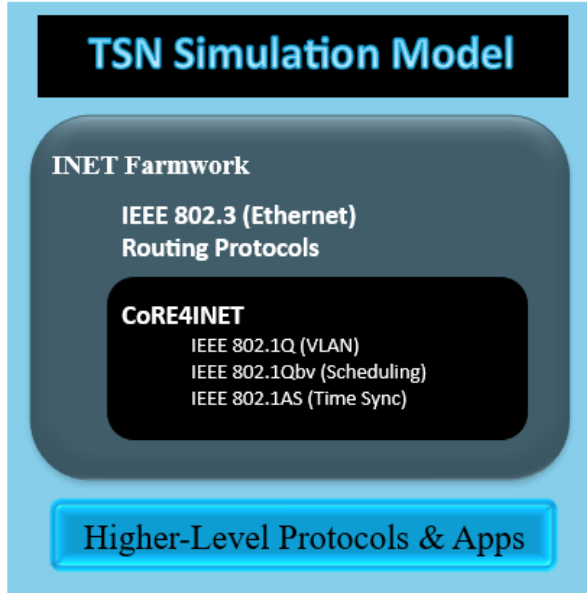 TSN Simulation Model
INET Farmwork
IEEE 802.3 (Ethernet)
Routing Protocols
CoRE4INET
IEEE 802.1Q (VLAN)
IEEE 802.1Qbv (Scheduling)
IEEE 802.1AS (Time Sync)
Higher-Level Protocols & Apps